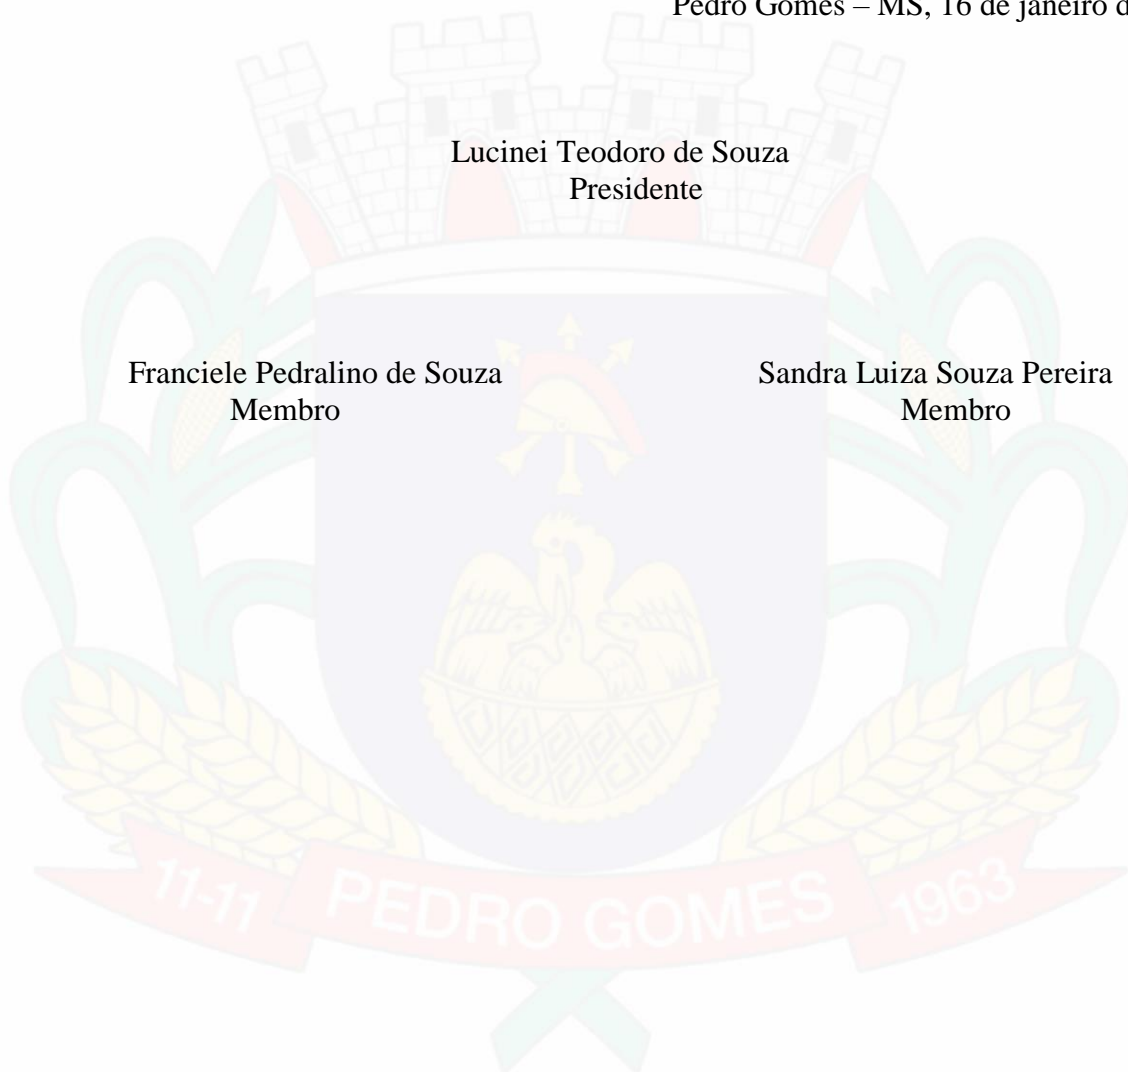 Pedro Gomes – MS, 16 de janeiro d
Lucinei Teodoro de Souza
Presidente
Franciele Pedralino de Souza
Sandra Luiza Souza Pereira
Membro
Membro
11-11
PEDRO GOMES
1963